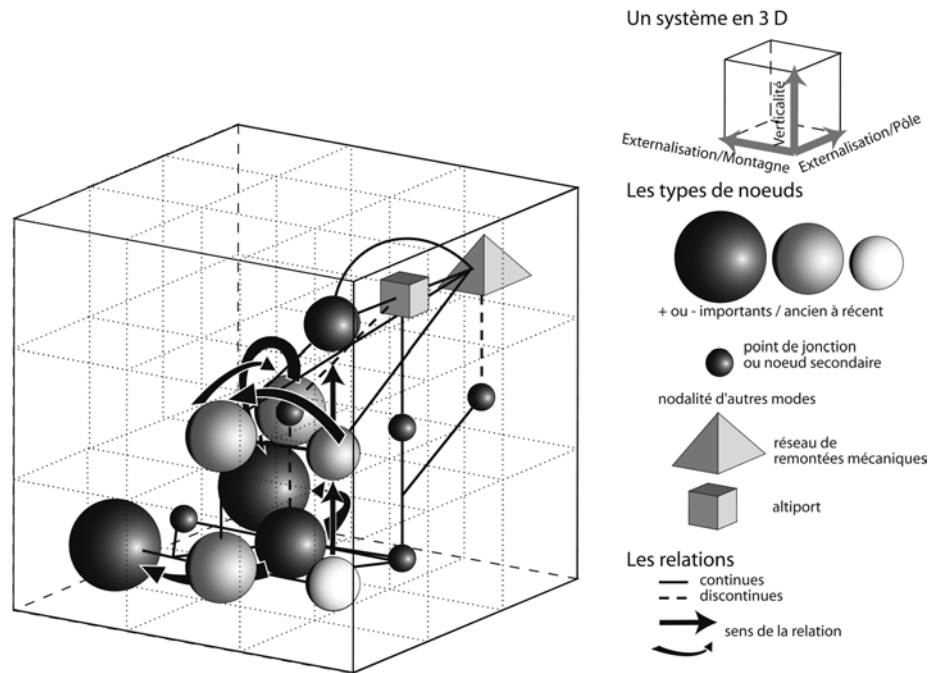 Un système en 3 D
Verticalité
Externalisation/Montagne
Externalisation/Pôle
Les types de noeuds
+ ou - importants / ancien à récent
point de jonction
ou noeud secondaire
nodalité d'autres modes
réseau de
remontées mécaniques
altiport
Les relations
continues
discontinues
sens de la relation